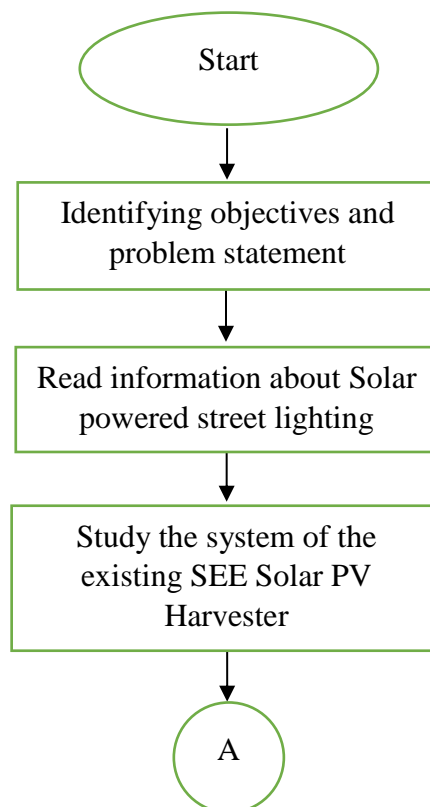 Start
Identifying objectives and
problem statement
Read information about Solar
powered street lighting
Study the system of the
existing SEE Solar PV
Harvester
A